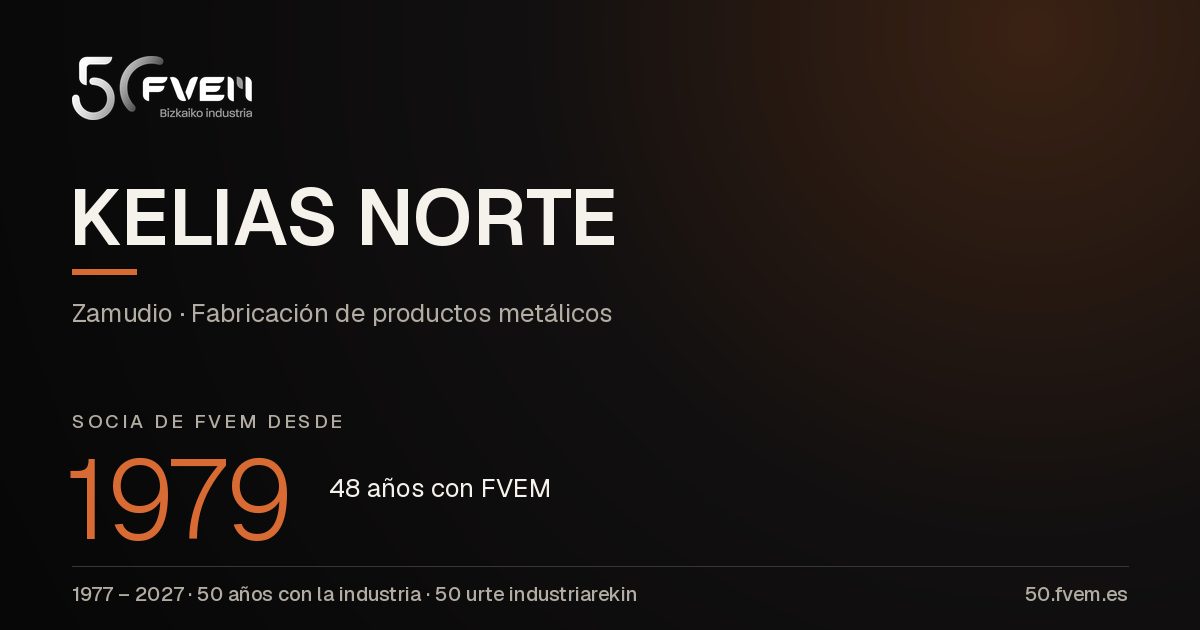 50 FVEM
Bizkaiko industria
KELIAS NORTE
Zamudio · Fabricación de productos metálicos
SOCIA DE FVEM DESDE
1979
48 años con FVEM
1977 – 2027 · 50 años con la industria · 50 urte industriarekin
50.fvem.es